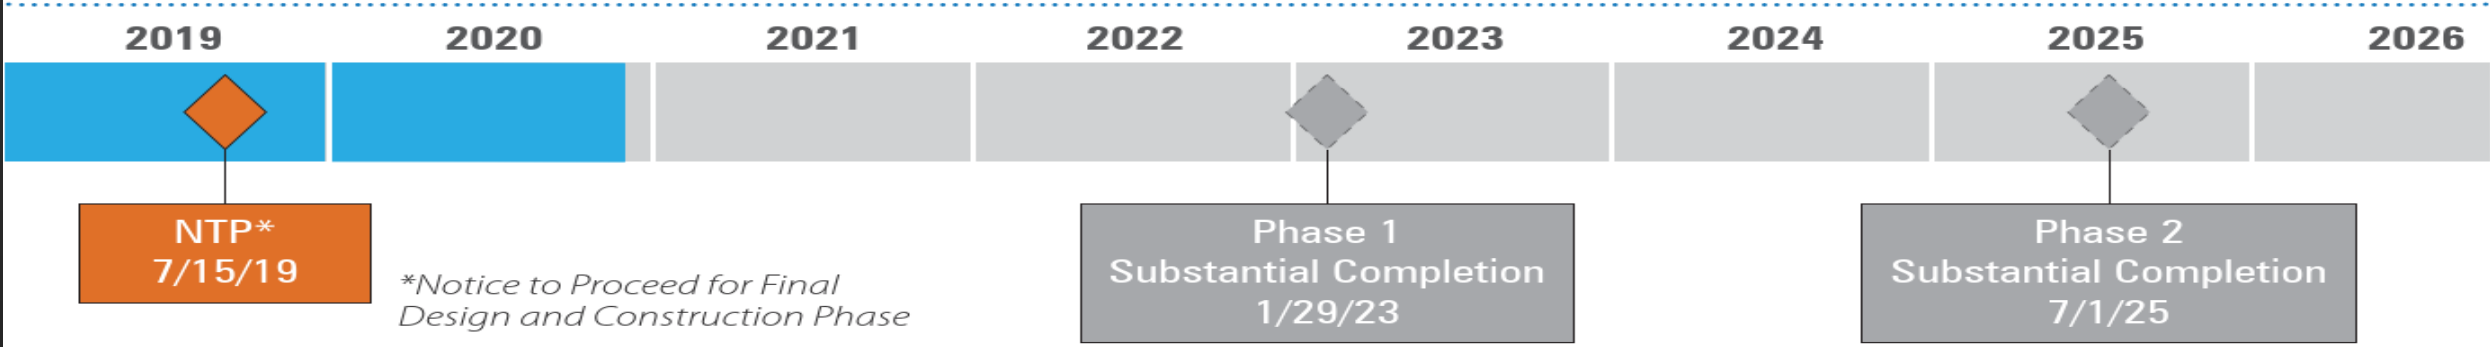 2019 2020 2021 2022 2023 2024 2025 2026
NTP*
7/15/19
*Notice to Proceed for Final
Design and Construction Phase
Phase 1
Substantial Completion
1/29/23
Phase 2
Substantial Completion
7/1/25